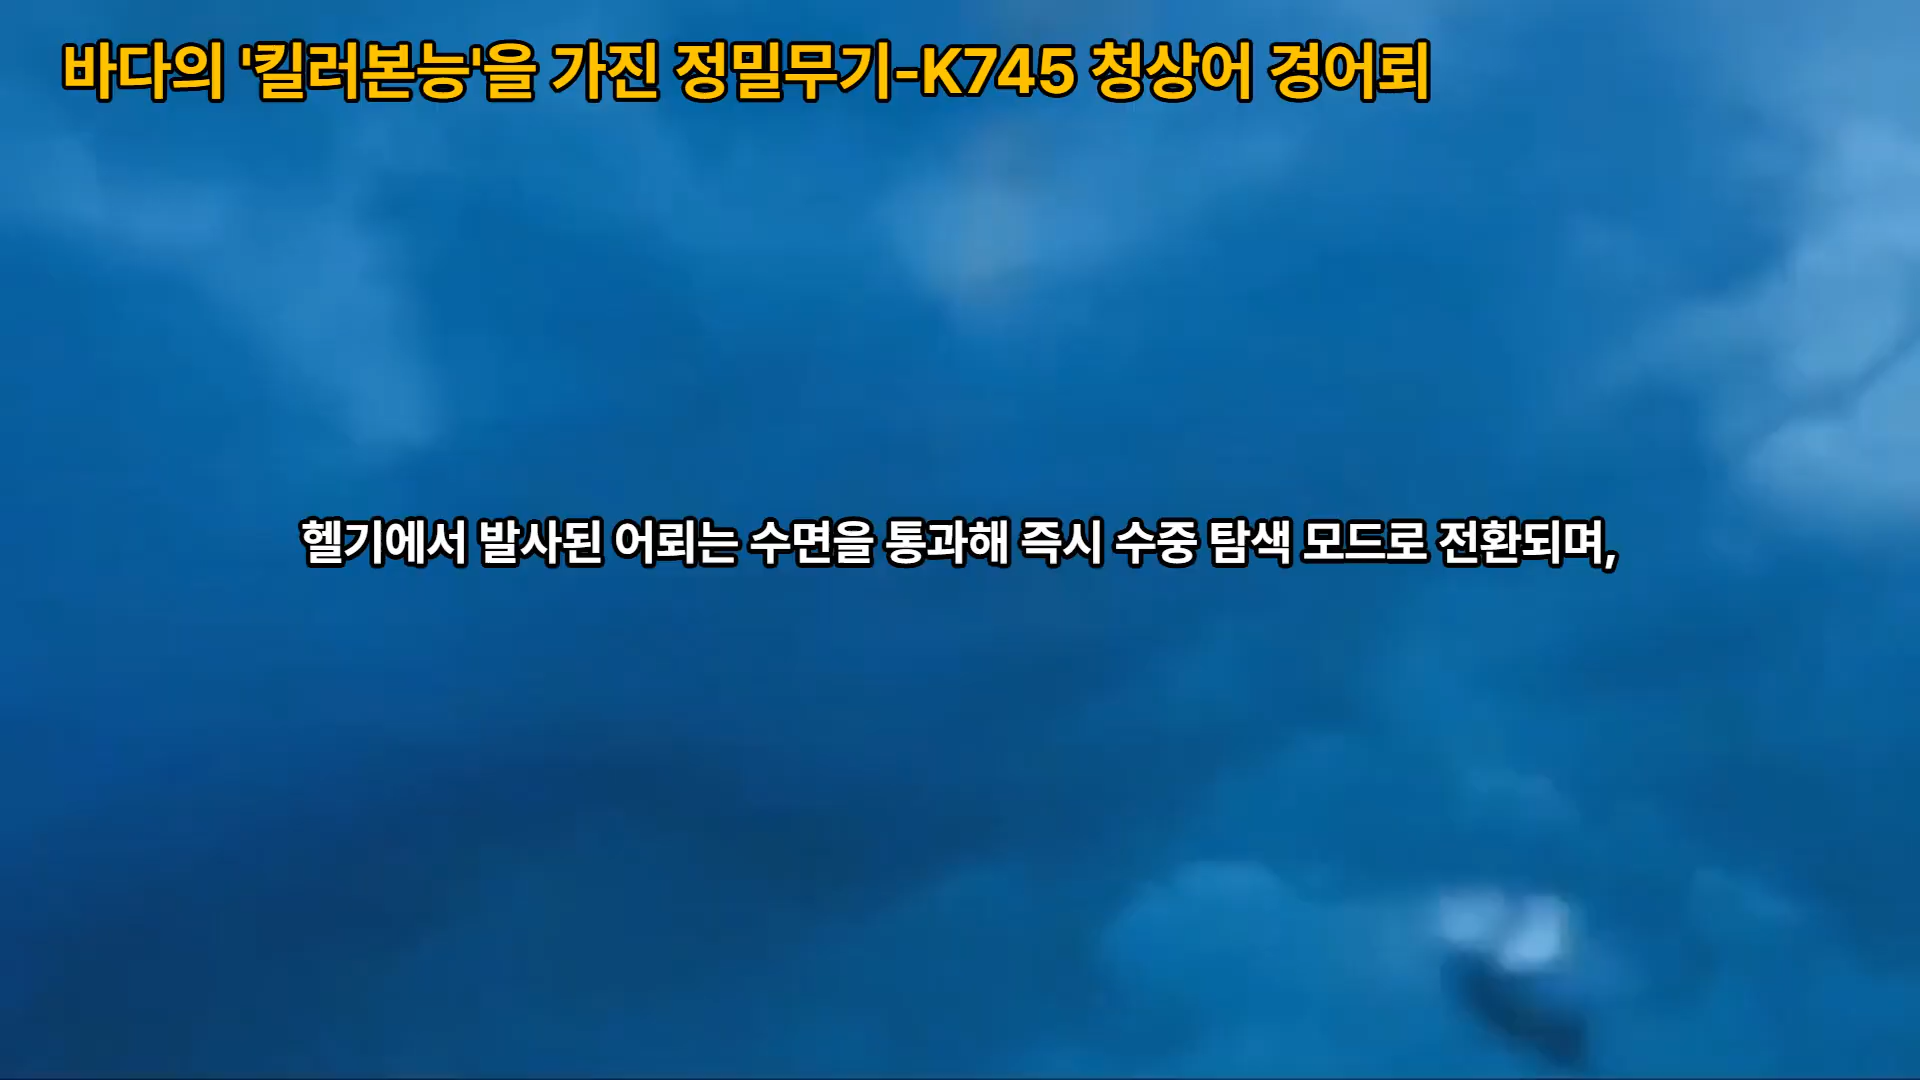 바다의 '킬러본능'을 가진 정밀무기-K745 청상어 경어뢰
헬기에서 발사된 어뢰는 수면을 통과해 즉시 수중 탐색 모드로 전환되며,